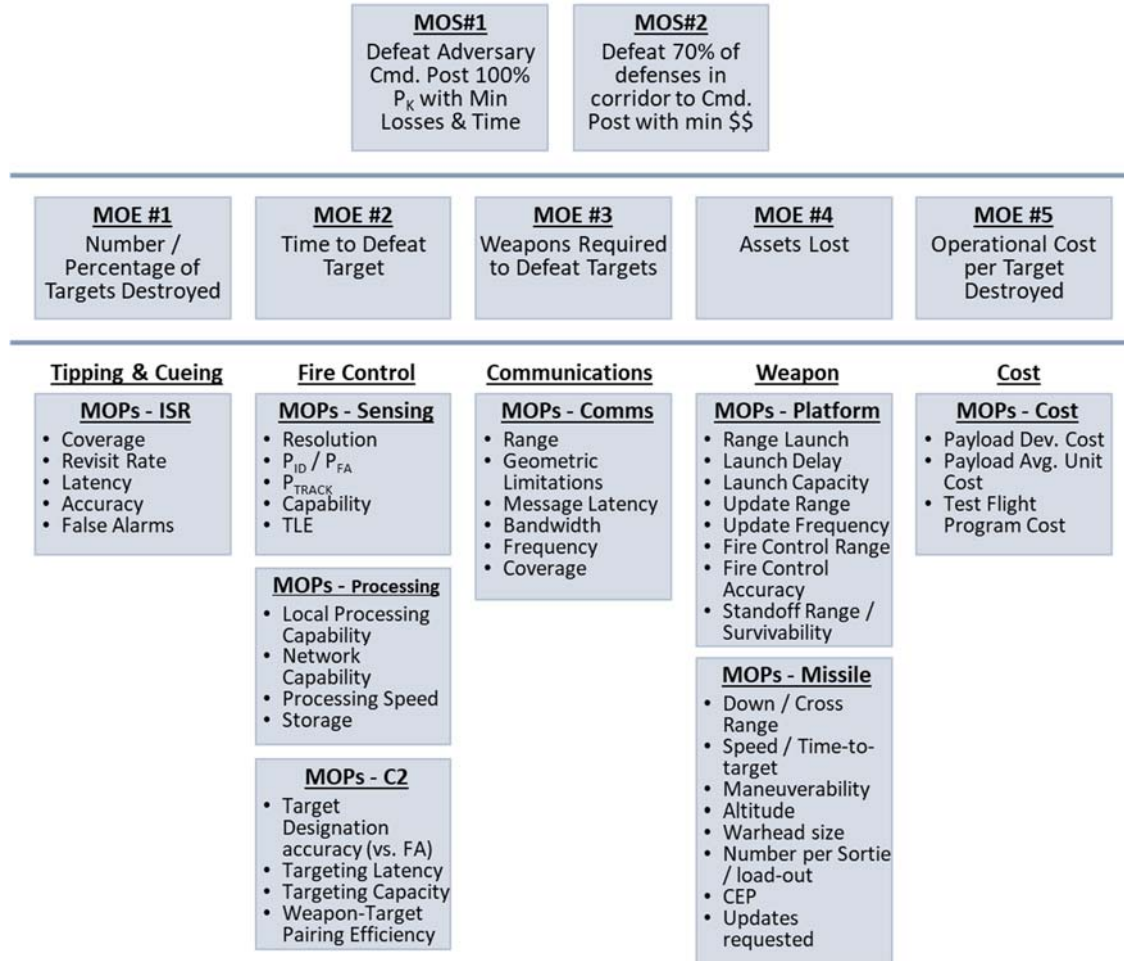 MOS#1
Defeat Adversary
Cmd. Post 100%
PK with Min
Losses & Time
MOS#2
Defeat 70% of
defenses in
corridor to Cmd.
Post with min $$
MOE #1
Number /
Percentage of
Targets Destroyed
MOE #2
Time to Defeat
Target
MOE #3
Weapons Required
to Defeat Targets
MOE #4
Assets Lost
MOE #5
Operational Cost
per Target
Destroyed
Tipping & Cueing
MOPs - ISR
• Coverage
• Revisit Rate
• Latency
• Accuracy
• False Alarms
Fire Control
MOPs - Sensing
• Resolution
• PID / PFA
• PTRACK
• Capability
• TLE
MOPs - Processing
• Local Processing
Capability
• Network
Capability
• Processing Speed
• Storage
MOPs - C2
• Target
Designation
accuracy (vs. FA)
• Targeting Latency
• Targeting Capacity
• Weapon-Target
Pairing Efficiency
Communications
MOPs - Comms
• Range
• Geometric
Limitations
• Message Latency
• Bandwidth
• Frequency
• Coverage
Weapon
MOPs - Platform
• Range Launch
• Launch Delay
• Launch Capacity
• Update Range
• Update Frequency
• Fire Control Range
• Fire Control
Accuracy
• Standoff Range /
Survivability
MOPs - Missile
• Down / Cross
Range
• Speed / Time-to-
target
• Maneuverability
• Altitude
• Warhead size
• Number per Sortie
/ load-out
• CEP
• Updates
requested
Cost
MOPs - Cost
• Payload Dev. Cost
• Payload Avg. Unit
Cost
• Test Flight
Program Cost